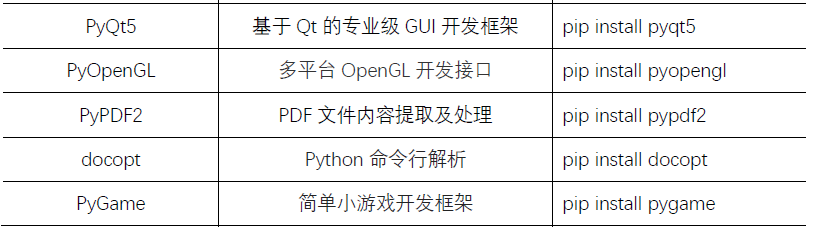 PyQt5 基于 Qt 的专业级 GUI 开发框架 pip install pyqt5
PyOpenGL 多平台 OpenGL 开发接口 pip install pyopengl
PyPDF2 PDF 文件内容提取及处理 pip install pypdf2
docopt Python 命令行解析 pip install docopt
PyGame 简单小游戏开发框架 pip install pygame